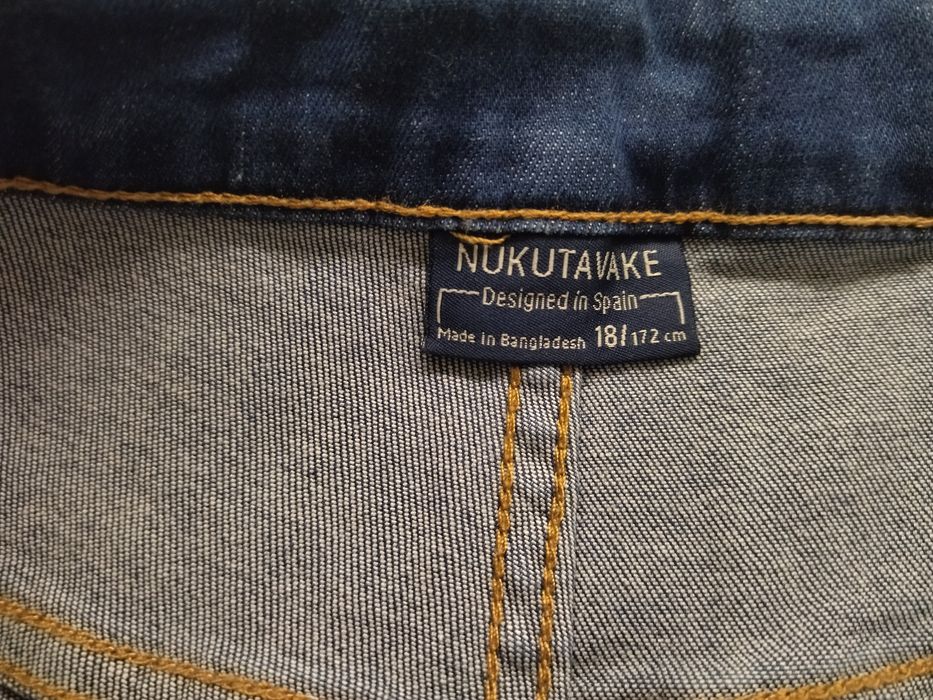 NUKUTAVAKE
Designed in Spain
Made in Bangladesh 18/172 cm